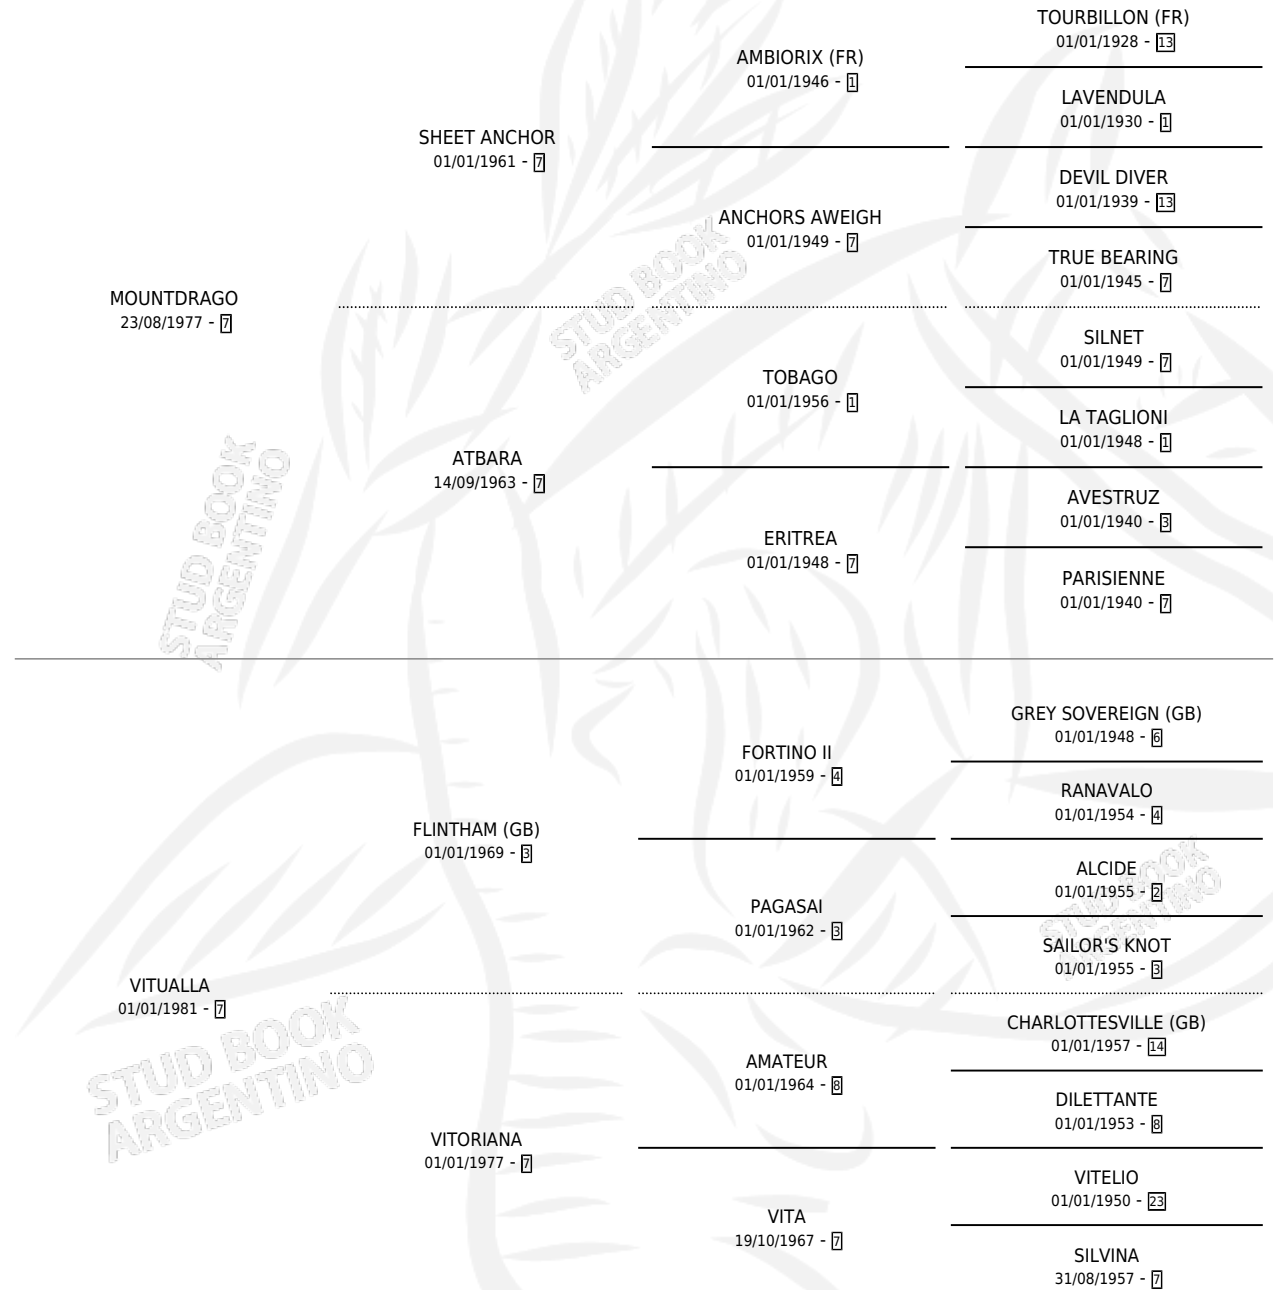 TOURBILLON (FR)
01/01/1928 - 13
AMBIORIX (FR)
01/01/1946 - 1
LAVENDULA
01/01/1930 - 1
SHEET ANCHOR
01/01/1961 - 7
DEVIL DIVER
01/01/1939 - 13
ANCHORS AWEIGH
01/01/1949 - 7
TRUE BEARING
01/01/1945 - 7
MOUNTDRAGO
23/08/1977 - 7
SILNET
01/01/1949 - 7
TOBAGO
01/01/1956 - 1
LA TAGLIONI
01/01/1948 - 1
ATBARA
14/09/1963 - 7
AVESTRUZ
01/01/1940 - 3
ERITREA
01/01/1948 - 7
PARISIENNE
01/01/1940 - 7
GREY SOVEREIGN (GB)
01/01/1948 - 6
FORTINO II
01/01/1959 - 4
RANAVALO
01/01/1954 - 4
FLINTHAM (GB)
01/01/1969 - 3
ALCIDE
01/01/1955 - 2
PAGASAI
01/01/1962 - 3
SAILOR'S KNOT
01/01/1955 - 3
VITUALLA
01/01/1981 - 7
CHARLOTTESVILLE (GB)
01/01/1957 - 14
AMATEUR
01/01/1964 - 8
DILETTANTE
01/01/1953 - 8
VITORIANA
01/01/1977 - 7
VITELIO
01/01/1950 - 23
VITA
19/10/1967 - 7
SILVINA
31/08/1957 - 7
STUD BOOK
ARGENTINO
STUD BOOK
ARGENTINO
STUD BOOK
ARGENTINO
STUD BOOK
ARGENTINO